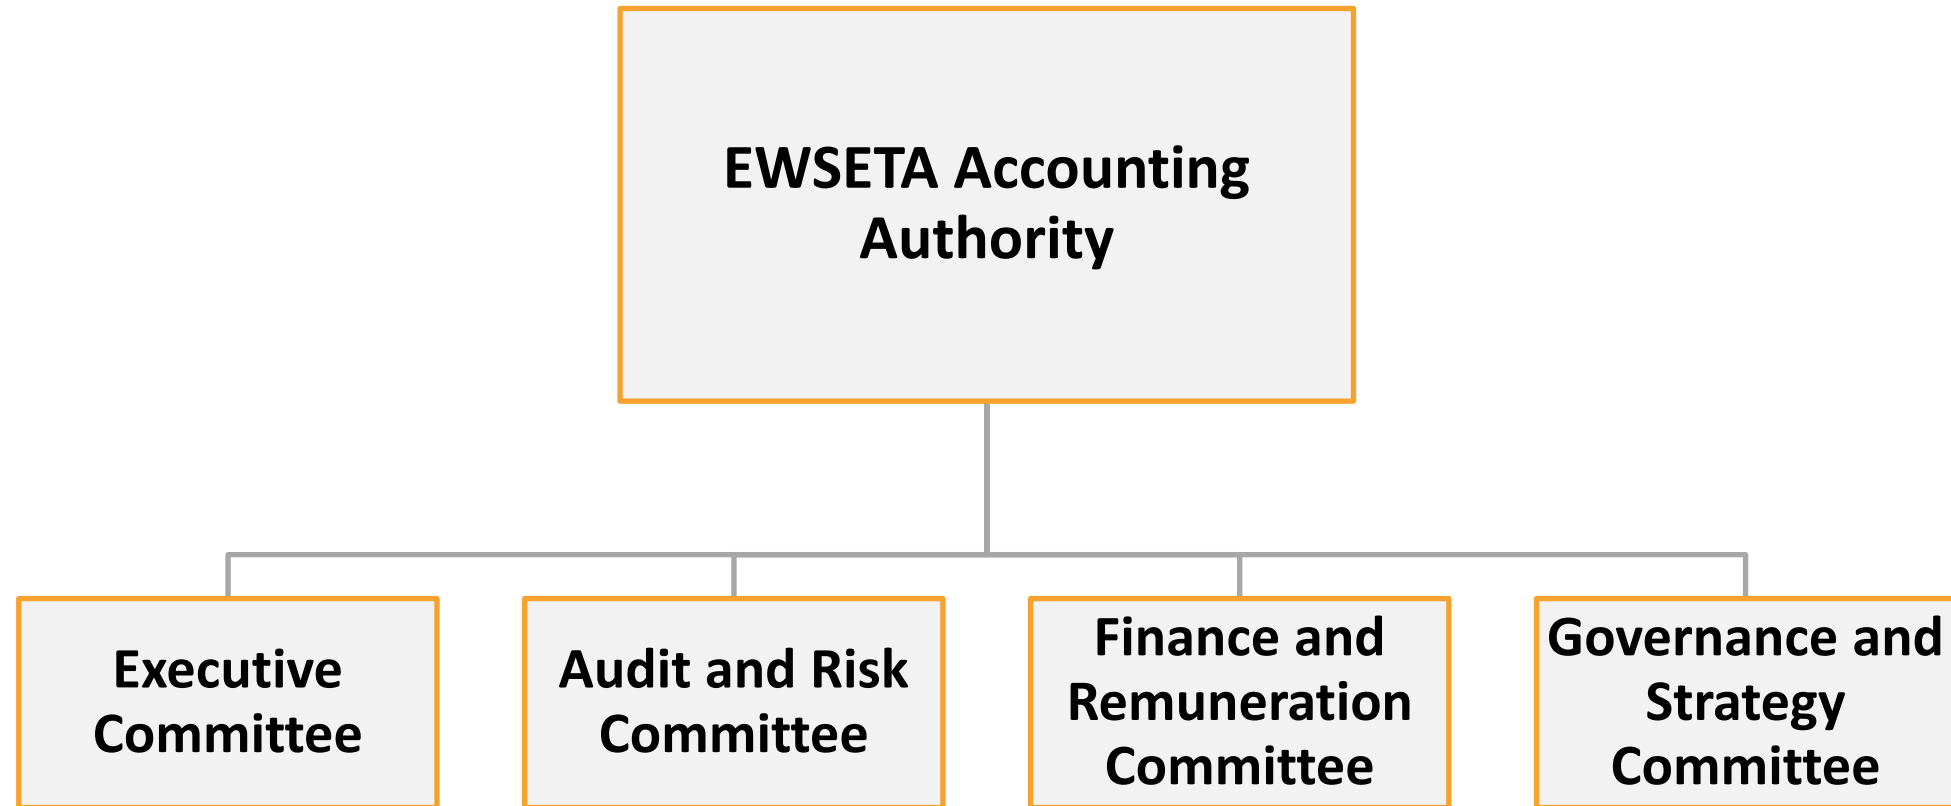 EWSETA Accounting
Authority
Executive
Committee
Audit and Risk
Committee
Finance and
Remuneration
Committee
Governance and
Strategy
Committee